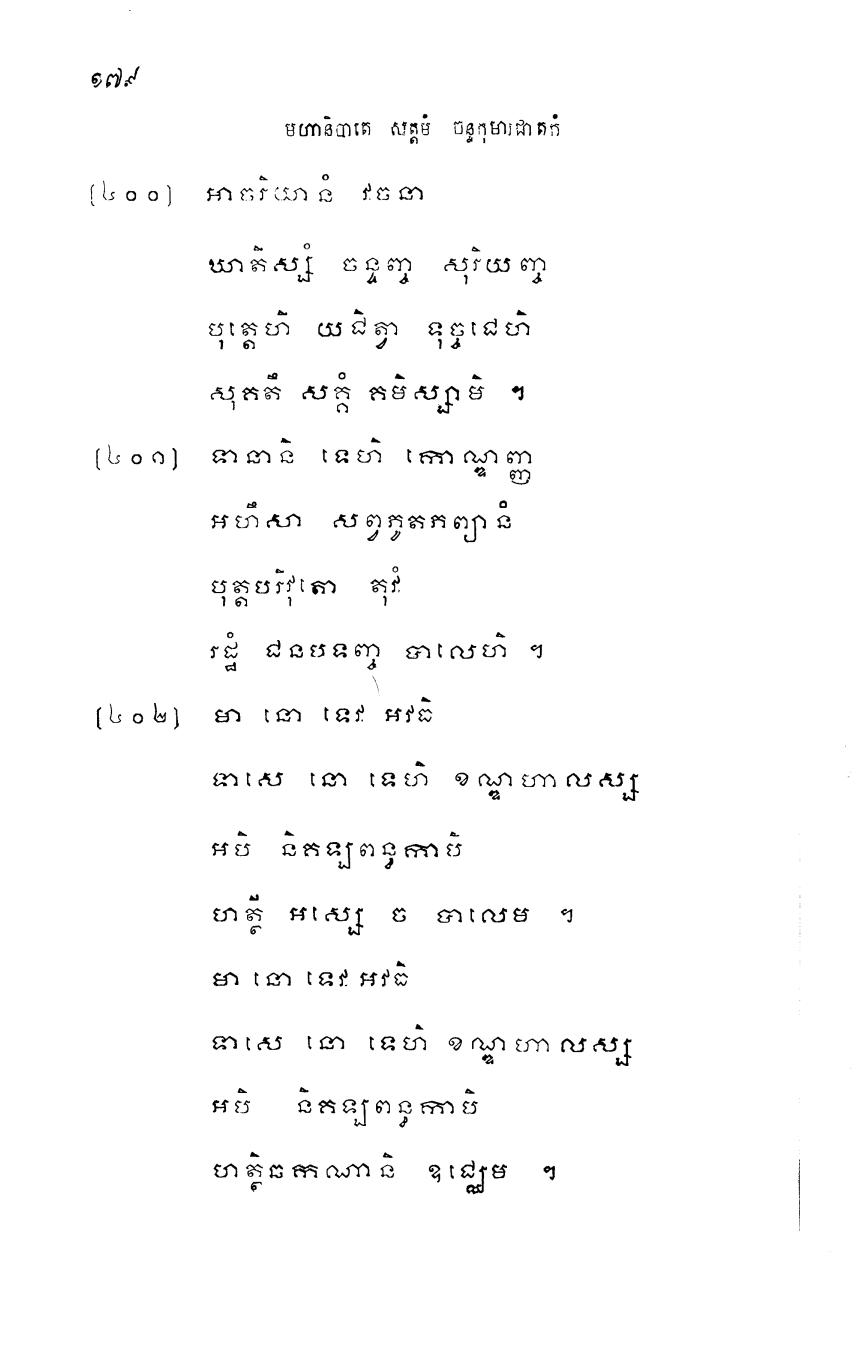 ១៧៩
មហានិបាតេ សត្តមំ ចន្ទកុមារជាតកំ
[៤០០] អាចរិយានំ វចនា
ឃាតិស្សំ ចន្ទញ្ច សុរិយញ្ច
បុត្តេហិ យជិត្វា ទុច្ចជេហិ
សុគតឹ សគ្គំ គមិស្សាមិ ។
[៤០១] ទានានិ ទេហិ កោណ្ឌញ្ញ
អហឹសា សព្វភូតភព្យានំ
បុត្តបរិវុតោ តុវំ
រដ្ឋំ ជនបទញ្ច បាលេហិ ។
[៤០២] មា នោ ទេវ អវធិ
ទាសេ នោ ទេហិ ខណ្ឌហាលស្ស
អបិ និគឡពន្ធកាបិ
ហត្ថី អស្សេ ច បាលេម ។
មា នោ ទេវ អវធិ
ទាសេ នោ ទេហិ ខណ្ឌហាលស្ស
អបិ និគឡពន្ធកាបិ
ហត្ថិឆកណានិ ឧជ្ឈេម ។